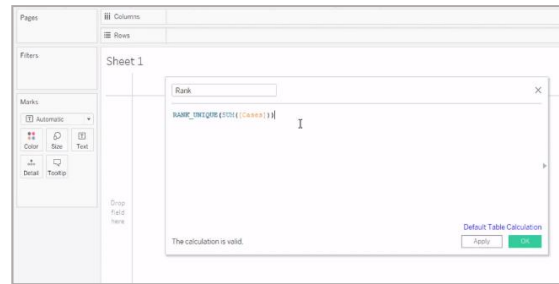 Pages
Columns
Rows
Filters
Sheet 1
Rank
RANK_UNIQUE(SUM([Cases]))
Marks
Automatic
Color
Size
Text
Detail
Tooltip
Drop
field
here
Default Table Calculation
The calculation is valid.
Apply
OK